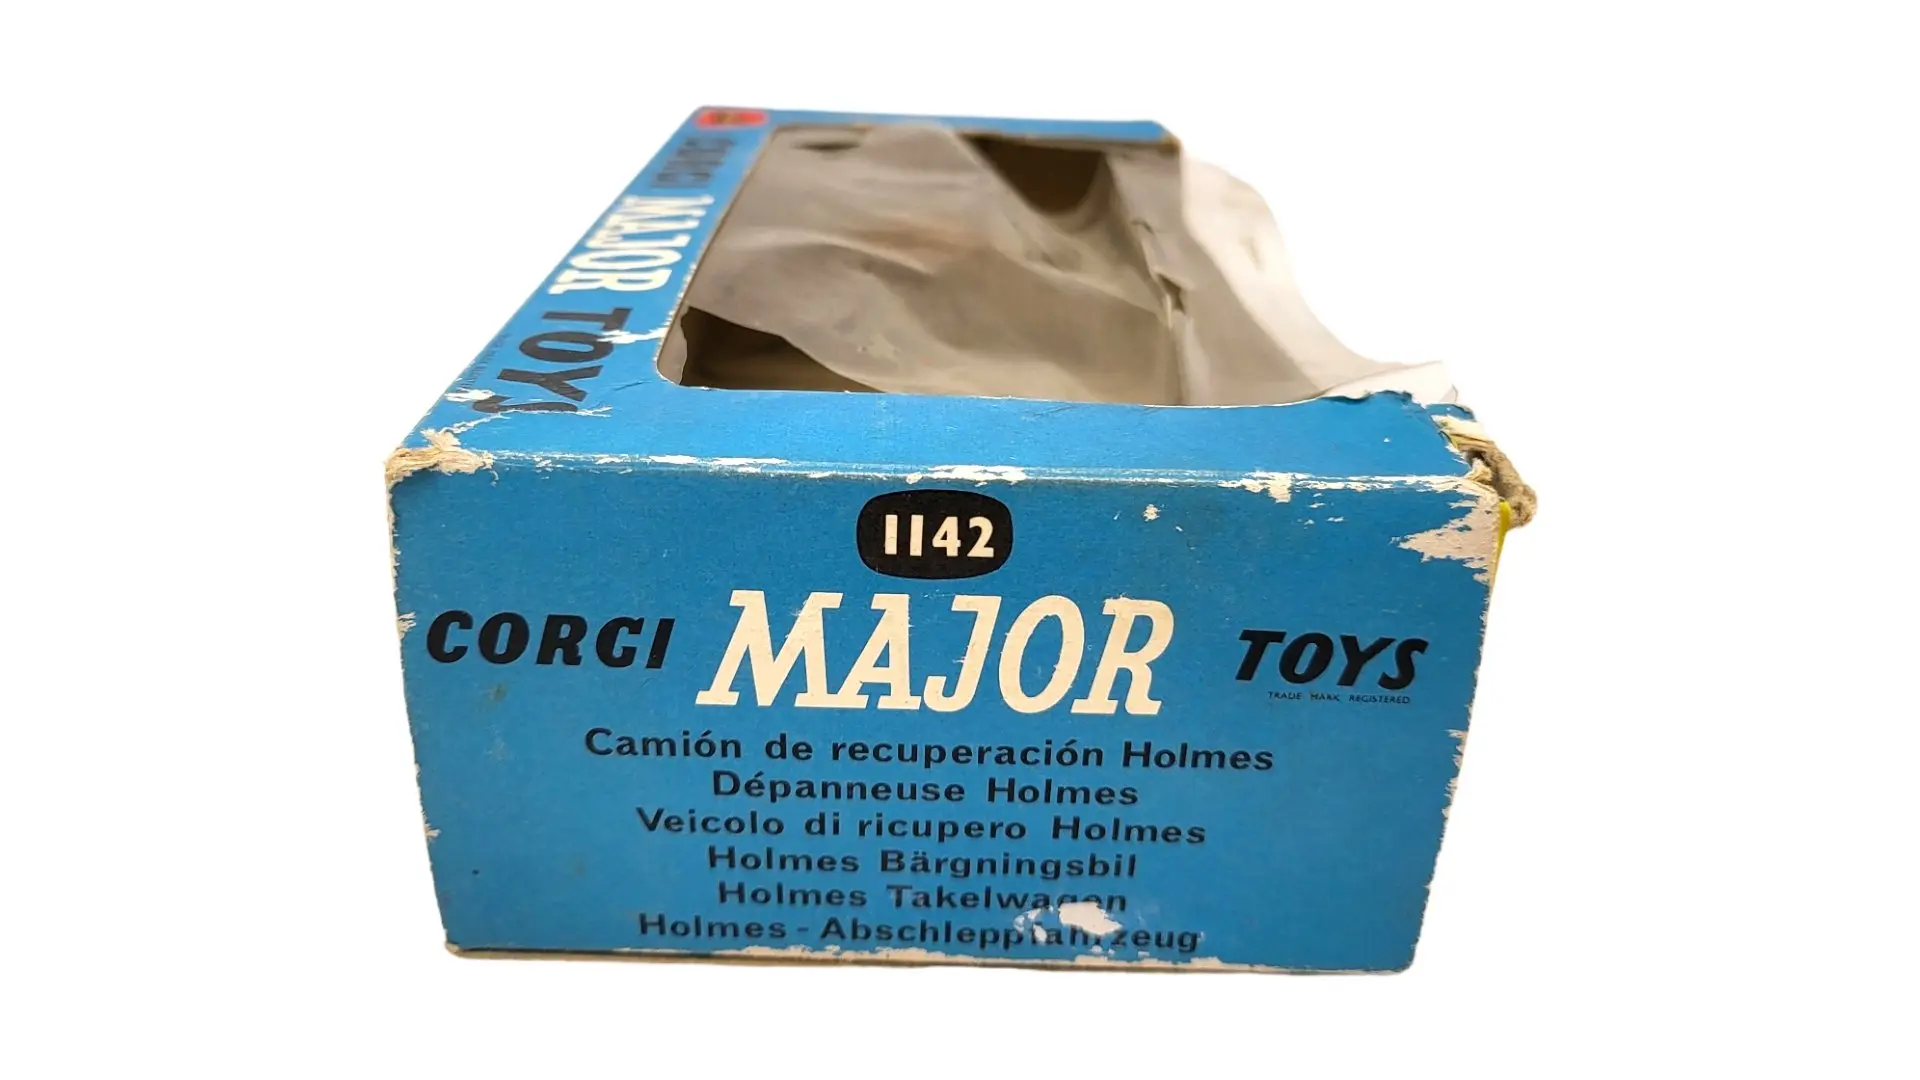 CORGI MAJOR TOYS
1142
CORGI MAJOR TOYS
TRADE MARK REGISTERED
Camión de recuperación Holmes
Dépanneuse Holmes
Veicolo di ricupero Holmes
Holmes Bärgningsbil
Holmes Takelwagen
Holmes - Abschleppfahrzeug